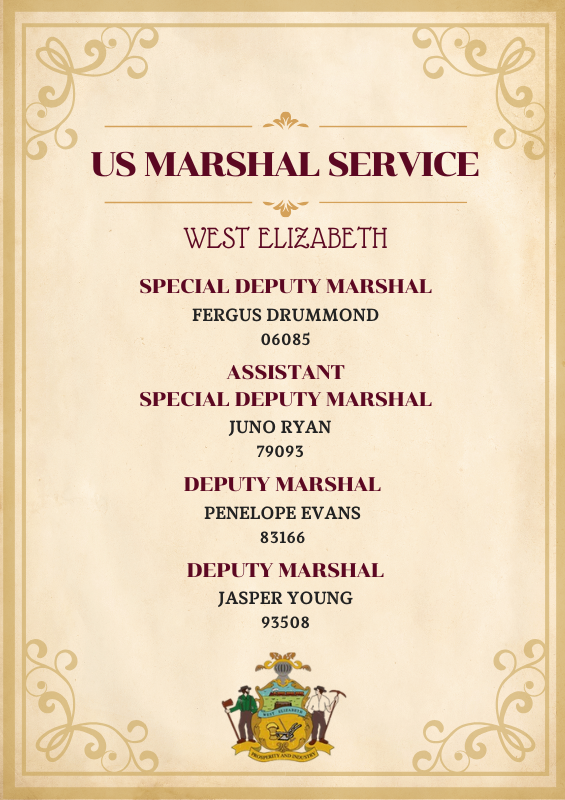 US MARSHAL SERVICE
WEST ELIZABETH
SPECIAL DEPUTY MARSHAL
FERGUS DRUMMOND
06085
ASSISTANT
SPECIAL DEPUTY MARSHAL
JUNO RYAN
79093
DEPUTY MARSHAL
PENELOPE EVANS
83166
DEPUTY MARSHAL
JASPER YOUNG
93508
WEST ELIZABETH
PROSPERITY AND INDUSTRY